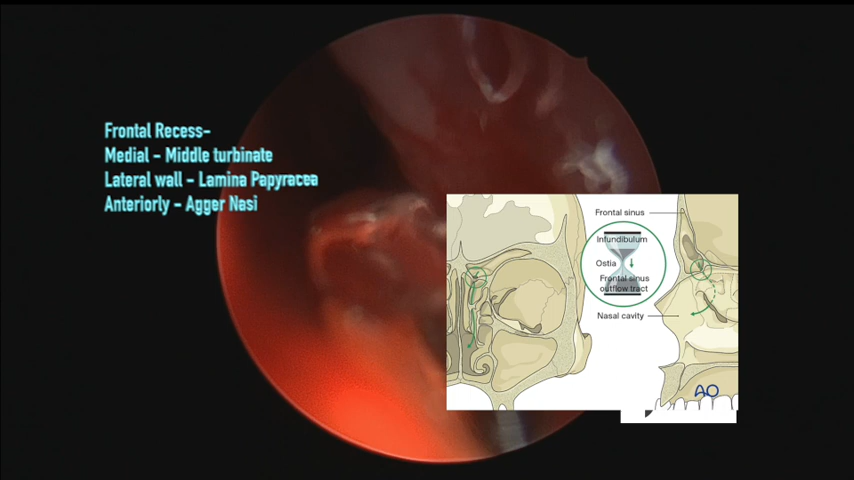 Frontal Recess-
Medial - Middle turbinate
Lateral wall - Lamina Papyracea
Anteriorly - Agger Nasi
Frontal sinus
Infundibulum
Ostia
Frontal sinus
outflow tract
Nasal cavity
AO